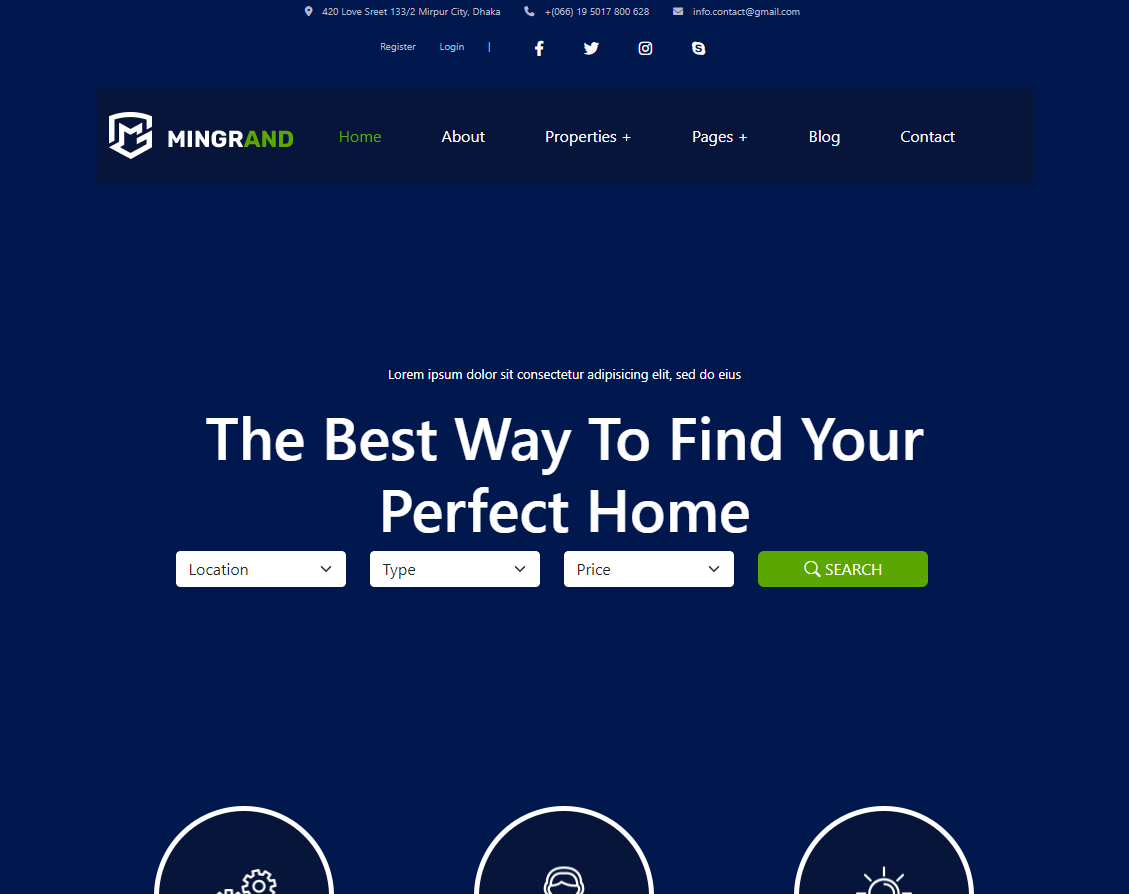 420 Love Sreet 133/2 Mirpur City, Dhaka +(066) 19 5017 800 628 info.contact@gmail.com
Register Login |
MINGRAND Home About Properties + Pages + Blog Contact
Lorem ipsum dolor sit consectetur adipisicing elit, sed do eius
The Best Way To Find Your
Perfect Home
Location Type Price SEARCH